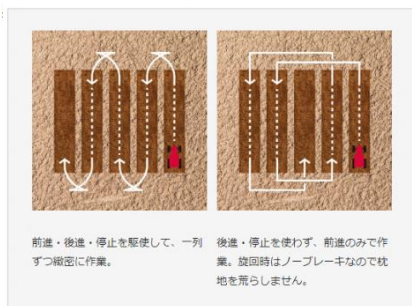 前進・後進・停止を駆使して、一列
ずつ緻密に作業。
後進・停止を使わず、前進のみで作
業。旋回時はノーブレーキなので枕
地を荒らしません。